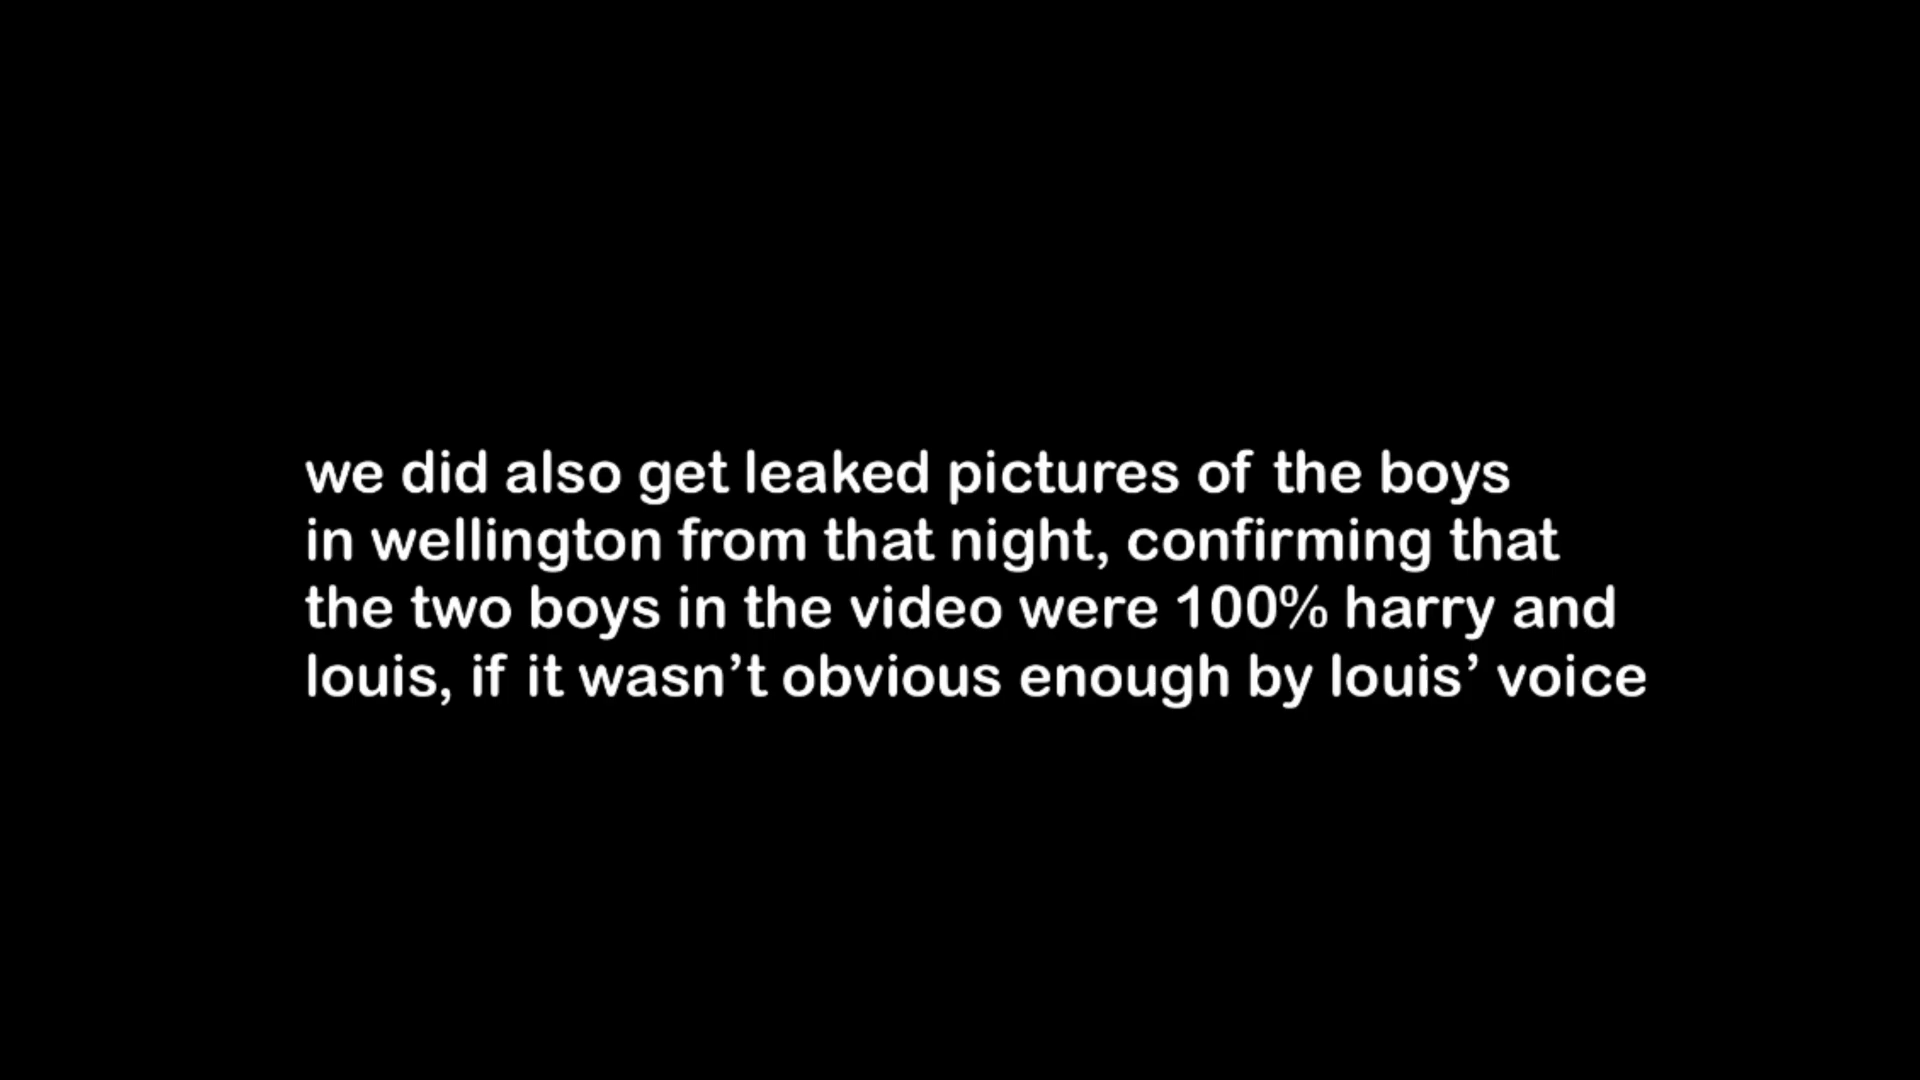 we did also get leaked pictures of the boys
in wellington from that night, confirming that
the two boys in the video were 100% harry and
louis, if it wasn’t obvious enough by louis’ voice